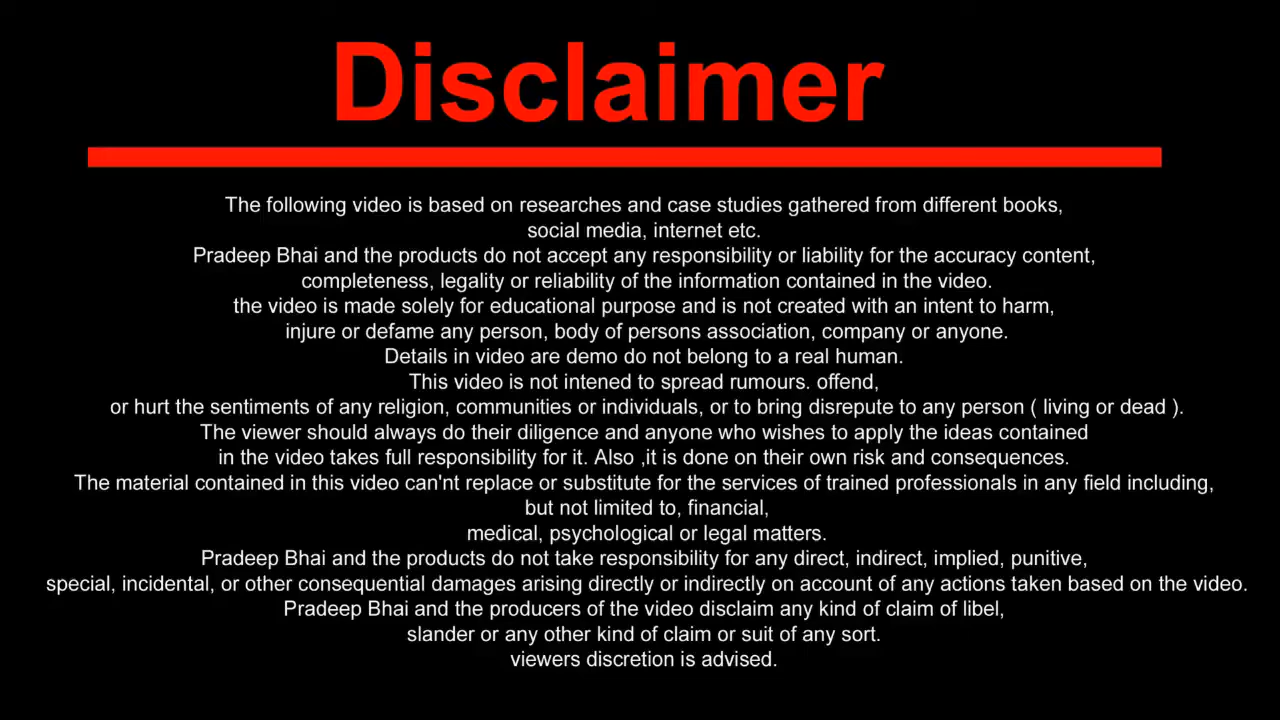 Disclaimer
The following video is based on researches and case studies gathered from different books,
social media, internet etc.
Pradeep Bhai and the products do not accept any responsibility or liability for the accuracy content,
completeness, legality or reliability of the information contained in the video.
the video is made solely for educational purpose and is not created with an intent to harm,
injure or defame any person, body of persons association, company or anyone.
Details in video are demo do not belong to a real human.
This video is not intened to spread rumours. offend,
or hurt the sentiments of any religion, communities or individuals, or to bring disrepute to any person ( living or dead ).
The viewer should always do their diligence and anyone who wishes to apply the ideas contained
in the video takes full responsibility for it. Also ,it is done on their own risk and consequences.
The material contained in this video can'nt replace or substitute for the services of trained professionals in any field including,
but not limited to, financial,
medical, psychological or legal matters.
Pradeep Bhai and the products do not take responsibility for any direct, indirect, implied, punitive,
special, incidental, or other consequential damages arising directly or indirectly on account of any actions taken based on the video.
Pradeep Bhai and the producers of the video disclaim any kind of claim of libel,
slander or any other kind of claim or suit of any sort.
viewers discretion is advised.